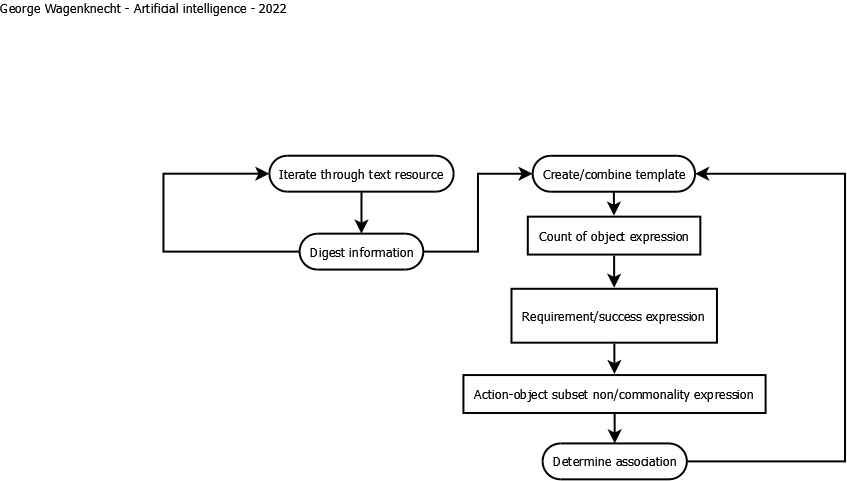 George Wagenknecht - Artificial intelligence - 2022
Iterate through text resource
Digest information
Create/combine template
Count of object expression
Requirement/success expression
Action-object subset non/commonality expression
Determine association